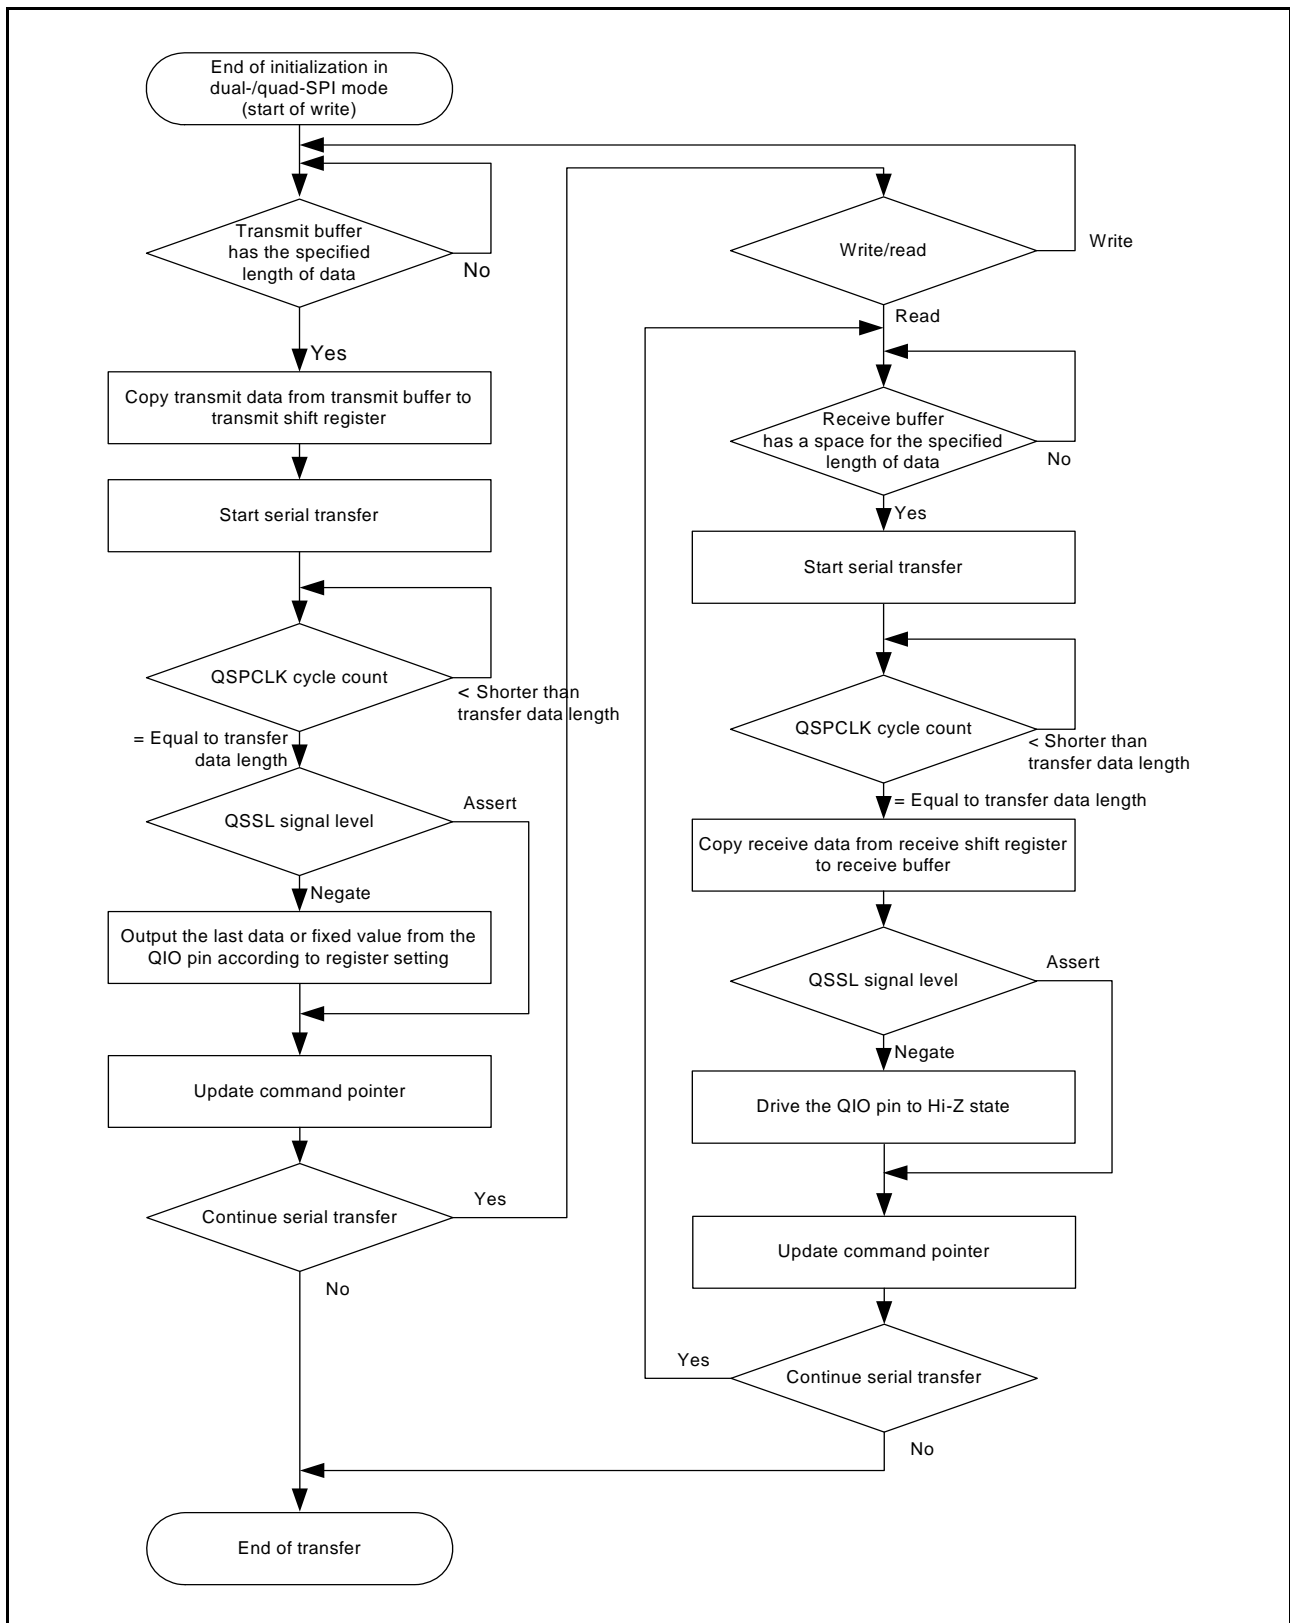 End of initialization in
dual-/quad-SPI mode
(start of write)
Transmit buffer
has the specified
length of data
No
Yes
Copy transmit data from transmit buffer to
transmit shift register
Start serial transfer
QSPCLK cycle count
< Shorter than
transfer data length
= Equal to transfer
data length
QSSL signal level
Assert
Negate
Output the last data or fixed value from the
QIO pin according to register setting
Update command pointer
Continue serial transfer
Yes
No
End of transfer
Write/read
Write
Read
Receive buffer
has a space for the specified
length of data
No
Yes
Start serial transfer
QSPCLK cycle count
< Shorter than
transfer data length
= Equal to transfer data length
Copy receive data from receive shift register
to receive buffer
QSSL signal level
Assert
Negate
Drive the QIO pin to Hi-Z state
Update command pointer
Continue serial transfer
Yes
No